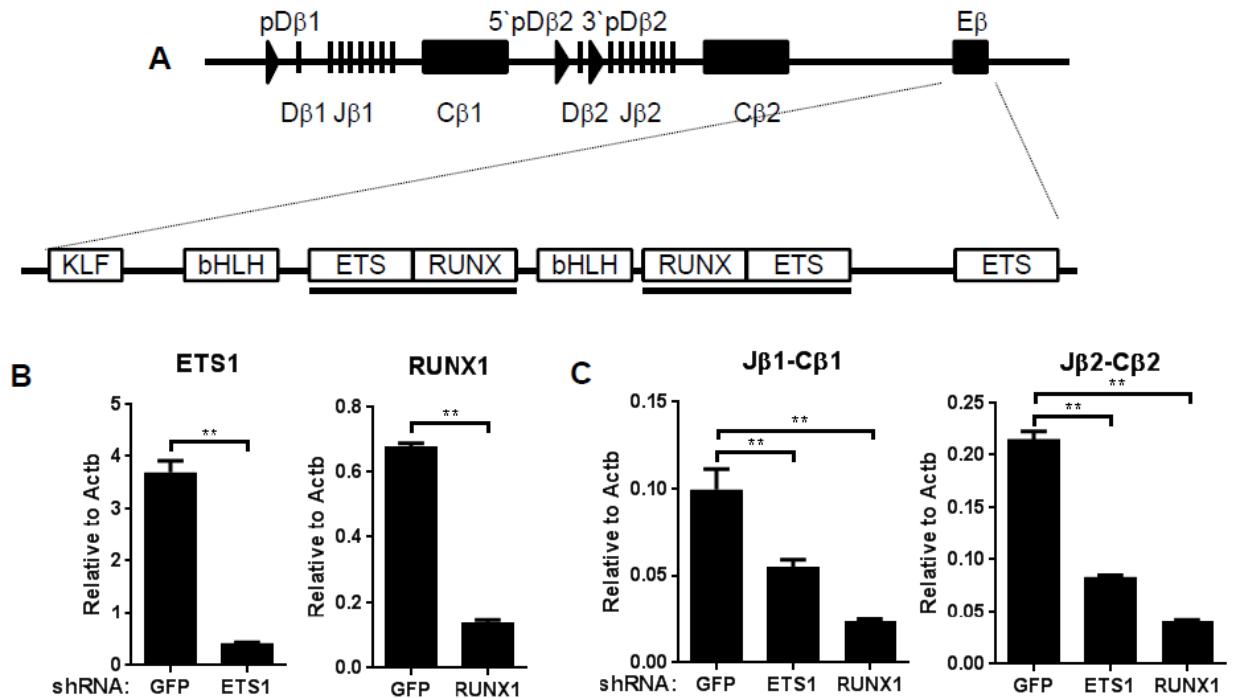 A
pDβ1 5`pDβ2 3`pDβ2 Eβ
Dβ1 Jβ1 Cβ1 Dβ2 Jβ2 Cβ2
KLF bHLH ETS RUNX bHLH RUNX ETS ETS
B
ETS1
Relative to Actb
5
4
3
2
1
0
**
shRNA: GFP ETS1
RUNX1
Relative to Actb
0.8
0.6
0.4
0.2
0.0
**
GFP RUNX1
C
Jβ1-Cβ1
Relative to Actb
0.15
0.10
0.05
0.00
**
**
shRNA: GFP ETS1 RUNX1
Jβ2-Cβ2
Relative to Actb
0.25
0.20
0.15
0.10
0.05
0.00
**
**
GFP ETS1 RUNX1